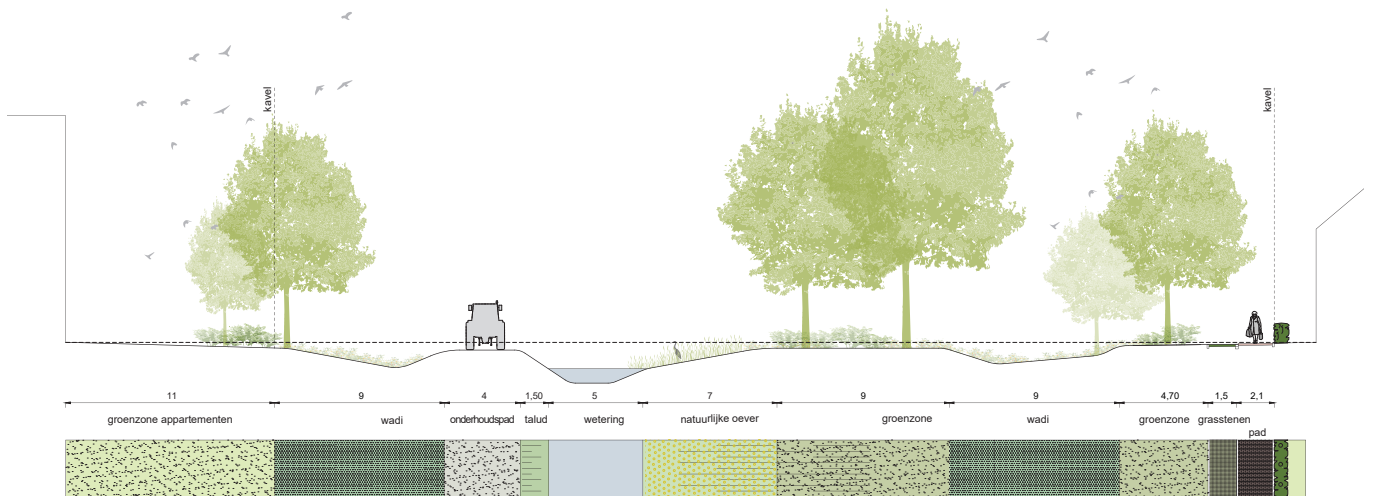 kavel
kavel
11 9 4 1,50 5 7 9 9 4,70 1,5 2,1
groenzone appartementen wadi onderhoudspad talud wetering natuurlijke oever groenzone wadi groenzone grasstenen
pad